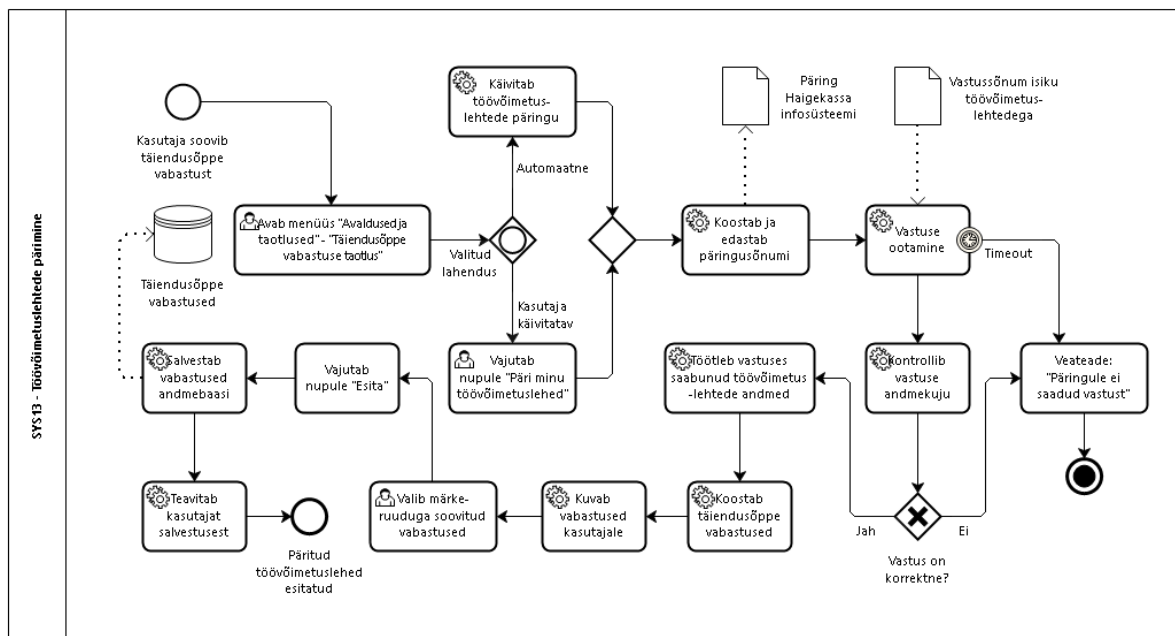 SYS13 - Töövõimetuslehtede pärimine
Kasutaja soovib
täiendusõppe
vabastust
Käivitab
töövõimetus-
lehtede päringu
Päring
Haigekassa
infosüsteemi
Vastussõnum isiku
töövõimetus-
lehtedega
Automaatne
Avab menüüs "Avaldused ja
taotlused" - "Täiendusõppe
vabastuse taotlus"
Valitud
lahendus
Koostab ja
edastab
päringusõnumi
Vastuse
ootamine
Timeout
Täiendusõppe
vabastused
Kasutaja
käivitatav
Salvestab
vabastused
andmebaasi
Vajutab
nupule "Esita"
Vajutab
nupule "Päri minu
töövõimetuslehed"
Töötleb vastuses
saabunud töövõimetus
-lehtede andmed
Kontrollib
vastuse
andmekuju
Veateade:
"Päringule ei
saadud vastust"
Teavitab
kasutajat
salvestusest
Valib märke-
ruuduga soovitud
vabastused
Kuvab
vabastused
kasutajale
Koostab
täiendusõppe
vabastused
Jah
Ei
Päritud
töövõimetuslehed
esitatud
Vastus on
korrektne?